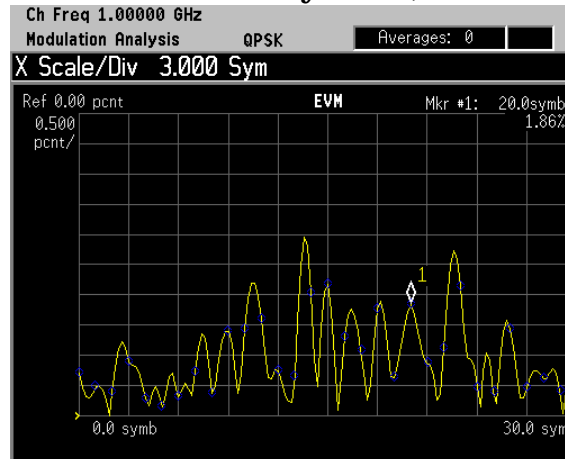 Ch Freq 1.00000 GHz
Modulation Analysis QPSK Averages: 0
X Scale/Div 3.000 Sym
Ref 0.00 pcnt EVM Mkr #1: 20.0symb
0.500 1.86%
pcnt/
1
0.0 symb 30.0 sym